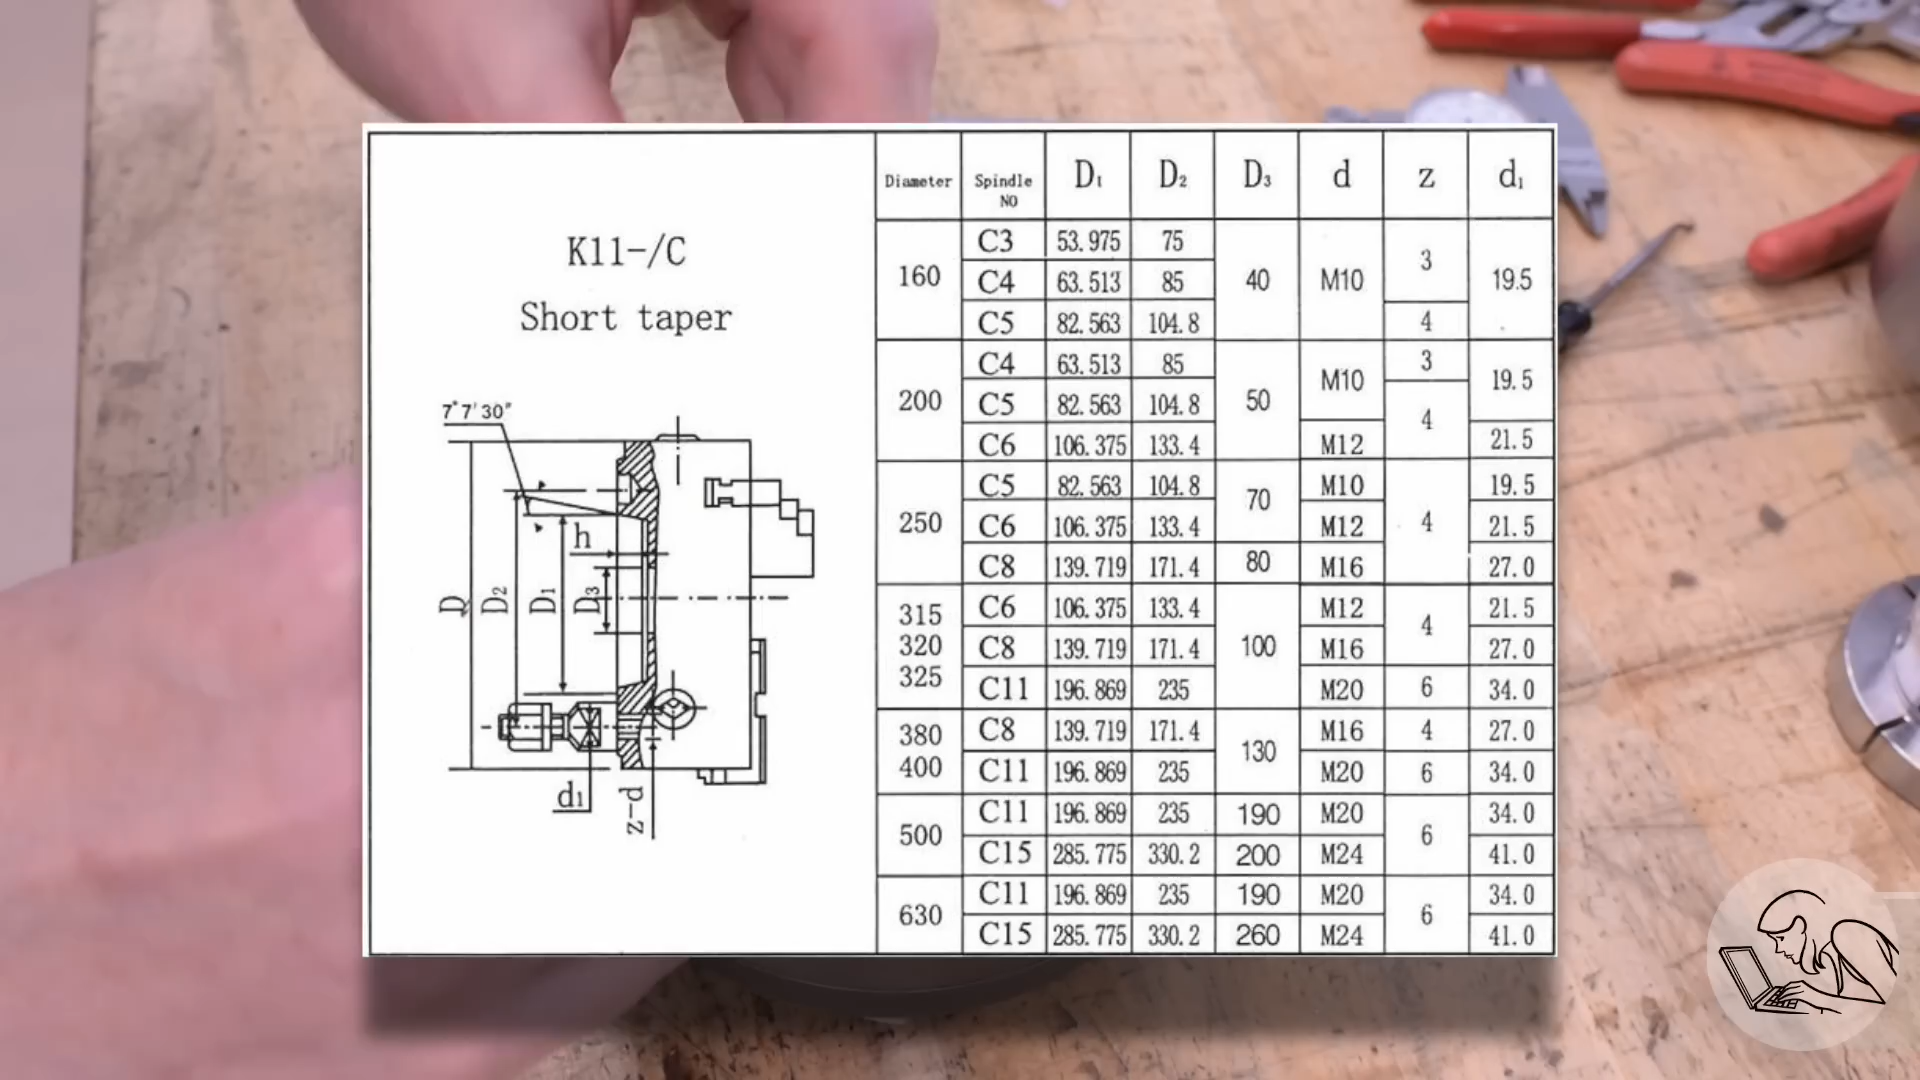 K11-/C
Short taper
7°7'30"
h
D
D₂
D₁
D₃
d₁
z-d
Diameter Spindle NO D₁ D₂ D₃ d z d₁
160 C3 53.975 75 40 M10 3 19.5
C4 63.513 85
C5 82.563 104.8 4
200 C4 63.513 85 50 M10 3 19.5
C5 82.563 104.8 4
C6 106.375 133.4 M12 21.5
250 C5 82.563 104.8 70 M10 4 19.5
C6 106.375 133.4 M12 21.5
C8 139.719 171.4 80 M16 27.0
315 320 325 C6 106.375 133.4 100 M12 4 21.5
C8 139.719 171.4 M16 27.0
C11 196.869 235 M20 6 34.0
380 400 C8 139.719 171.4 130 M16 4 27.0
C11 196.869 235 M20 6 34.0
500 C11 196.869 235 190 M20 6 34.0
C15 285.775 330.2 200 M24 41.0
630 C11 196.869 235 190 M20 6 34.0
C15 285.775 330.2 260 M24 41.0